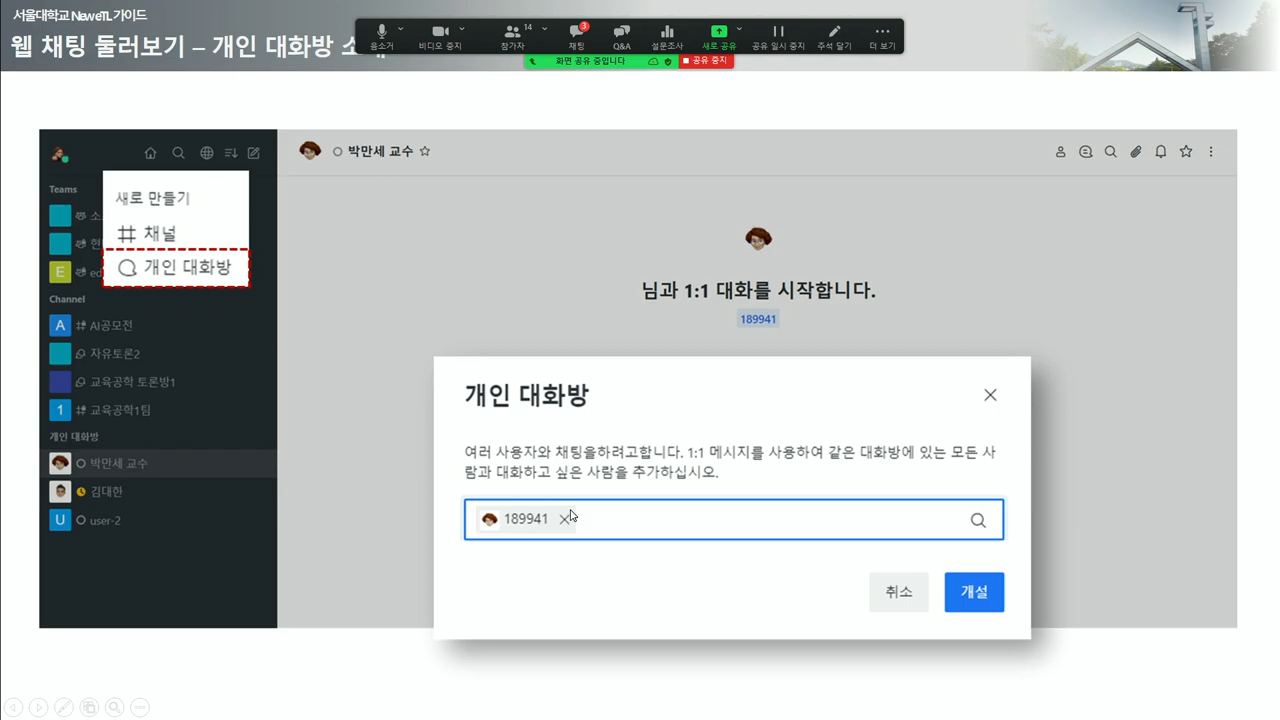 서울대학교 New eTL 가이드
웹 채팅 둘러보기 – 개인 대화방
음소거
비디오 중지
14
참가자
3
채팅
Q&A
설문조사
새로 공유
공유 일시 중지
주석 달기
더 보기
화면 공유 중입니다
공유 중지
Teams
새로 만들기
채널
개인 대화방
E
ed
Channel
A AI공모전
자유토론2
교육공학 토론방1
1 교육공학1팀
개인 대화방
박만세 교수
김대한
U user-2
박만세 교수
님과 1:1 대화를 시작합니다.
189941
개인 대화방
여러 사용자와 채팅을하려고합니다. 1:1 메시지를 사용하여 같은 대화방에 있는 모든 사
람과 대화하고 싶은 사람을 추가하십시오.
189941
취소
개설